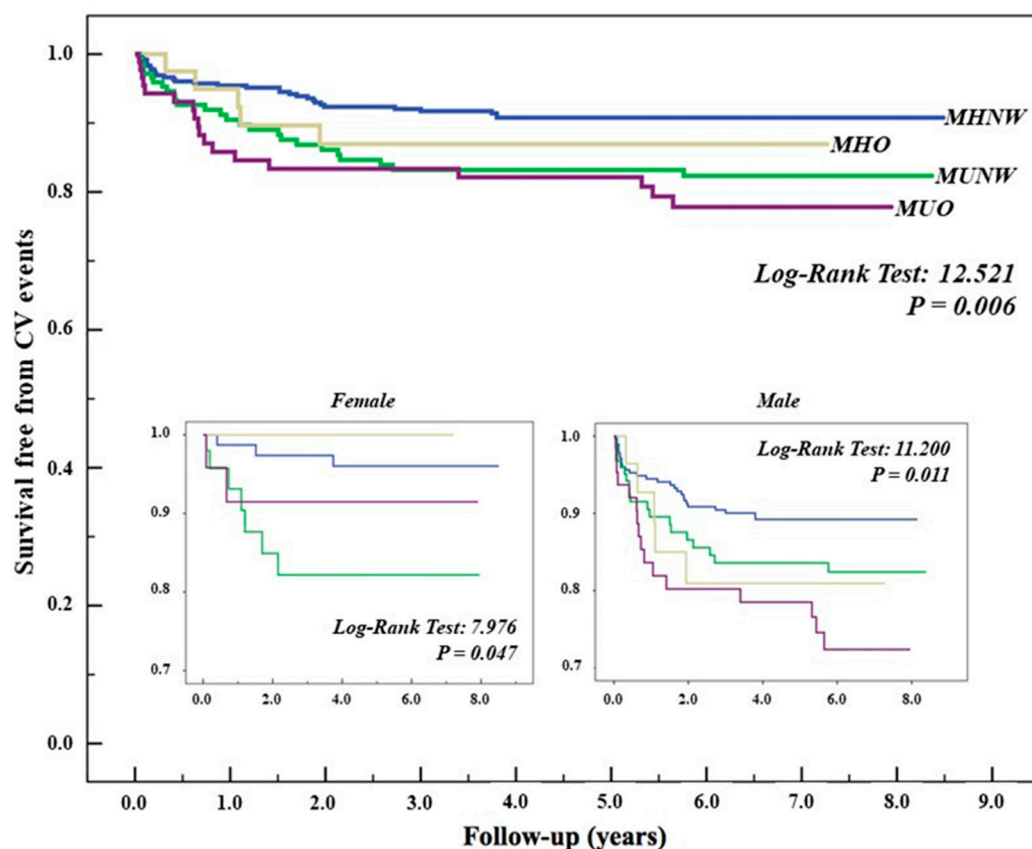 1.0
0.8
0.6
0.4
0.2
0.0
Survival free from CV events
MHNW
MHO
MUNW
MUO
Log-Rank Test: 12.521
P = 0.006
Female
1.0
0.9
0.8
0.7
Log-Rank Test: 7.976
P = 0.047
0.0 2.0 4.0 6.0 8.0
Male
1.0
0.9
0.8
0.7
Log-Rank Test: 11.200
P = 0.011
0.0 2.0 4.0 6.0 8.0
0.0 1.0 2.0 3.0 4.0 5.0 6.0 7.0 8.0 9.0
Follow-up (years)